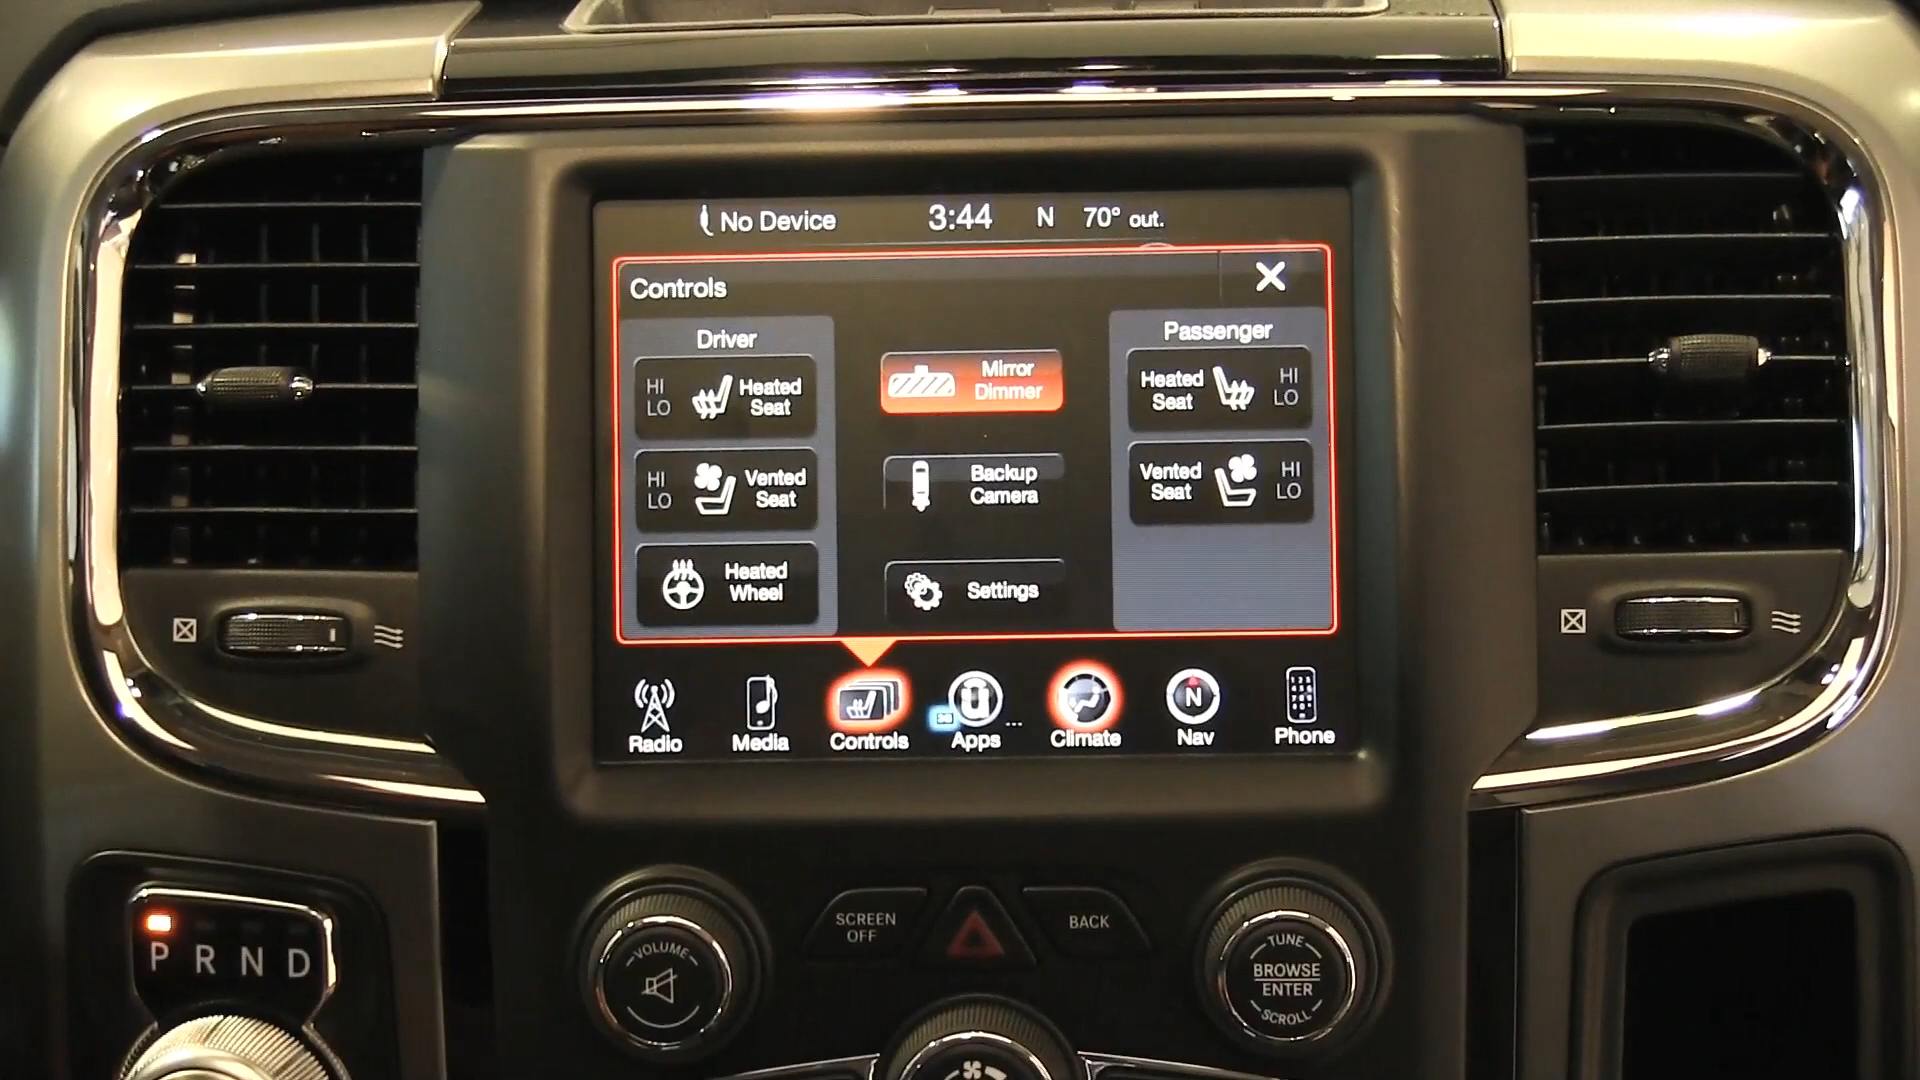 No Device 3:44 N 70° out.
Controls
Driver
HI
LO
Heated
Seat
HI
LO
Vented
Seat
Heated
Wheel
Mirror
Dimmer
Backup
Camera
Settings
Passenger
Heated
Seat
HI
LO
Vented
Seat
HI
LO
Radio Media Controls Apps ... Climate Nav Phone
3G
N
P R N D
VOLUME
SCREEN
OFF
BACK
TUNE
BROWSE
ENTER
SCROLL